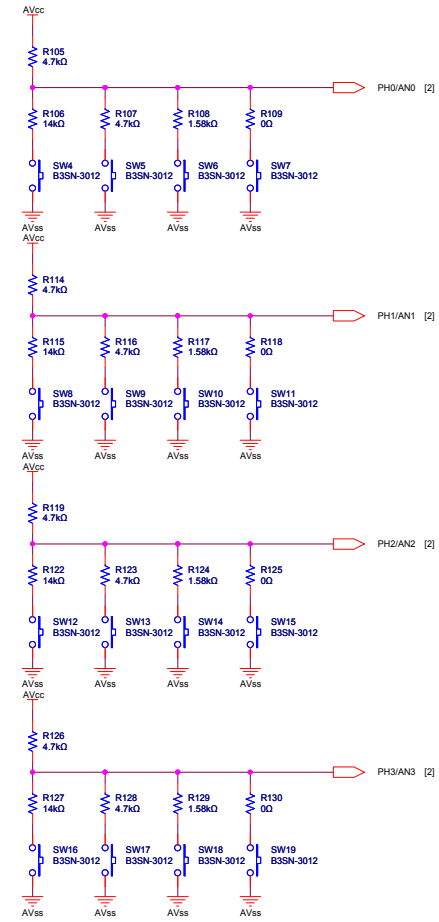 AVcc
R105
4.7kΩ
PH0/AN0 [2]
R106
14kΩ
R107
4.7kΩ
R108
1.58kΩ
R109
0Ω
SW4
B3SN-3012
SW5
B3SN-3012
SW6
B3SN-3012
SW7
B3SN-3012
AVss AVss AVss AVss
AVcc
R114
4.7kΩ
PH1/AN1 [2]
R115
14kΩ
R116
4.7kΩ
R117
1.58kΩ
R118
0Ω
SW8
B3SN-3012
SW9
B3SN-3012
SW10
B3SN-3012
SW11
B3SN-3012
AVss AVss AVss AVss
AVcc
R119
4.7kΩ
PH2/AN2 [2]
R122
14kΩ
R123
4.7kΩ
R124
1.58kΩ
R125
0Ω
SW12
B3SN-3012
SW13
B3SN-3012
SW14
B3SN-3012
SW15
B3SN-3012
AVss AVss AVss AVss
AVcc
R126
4.7kΩ
PH3/AN3 [2]
R127
14kΩ
R128
4.7kΩ
R129
1.58kΩ
R130
0Ω
SW16
B3SN-3012
SW17
B3SN-3012
SW18
B3SN-3012
SW19
B3SN-3012
AVss AVss AVss AVss